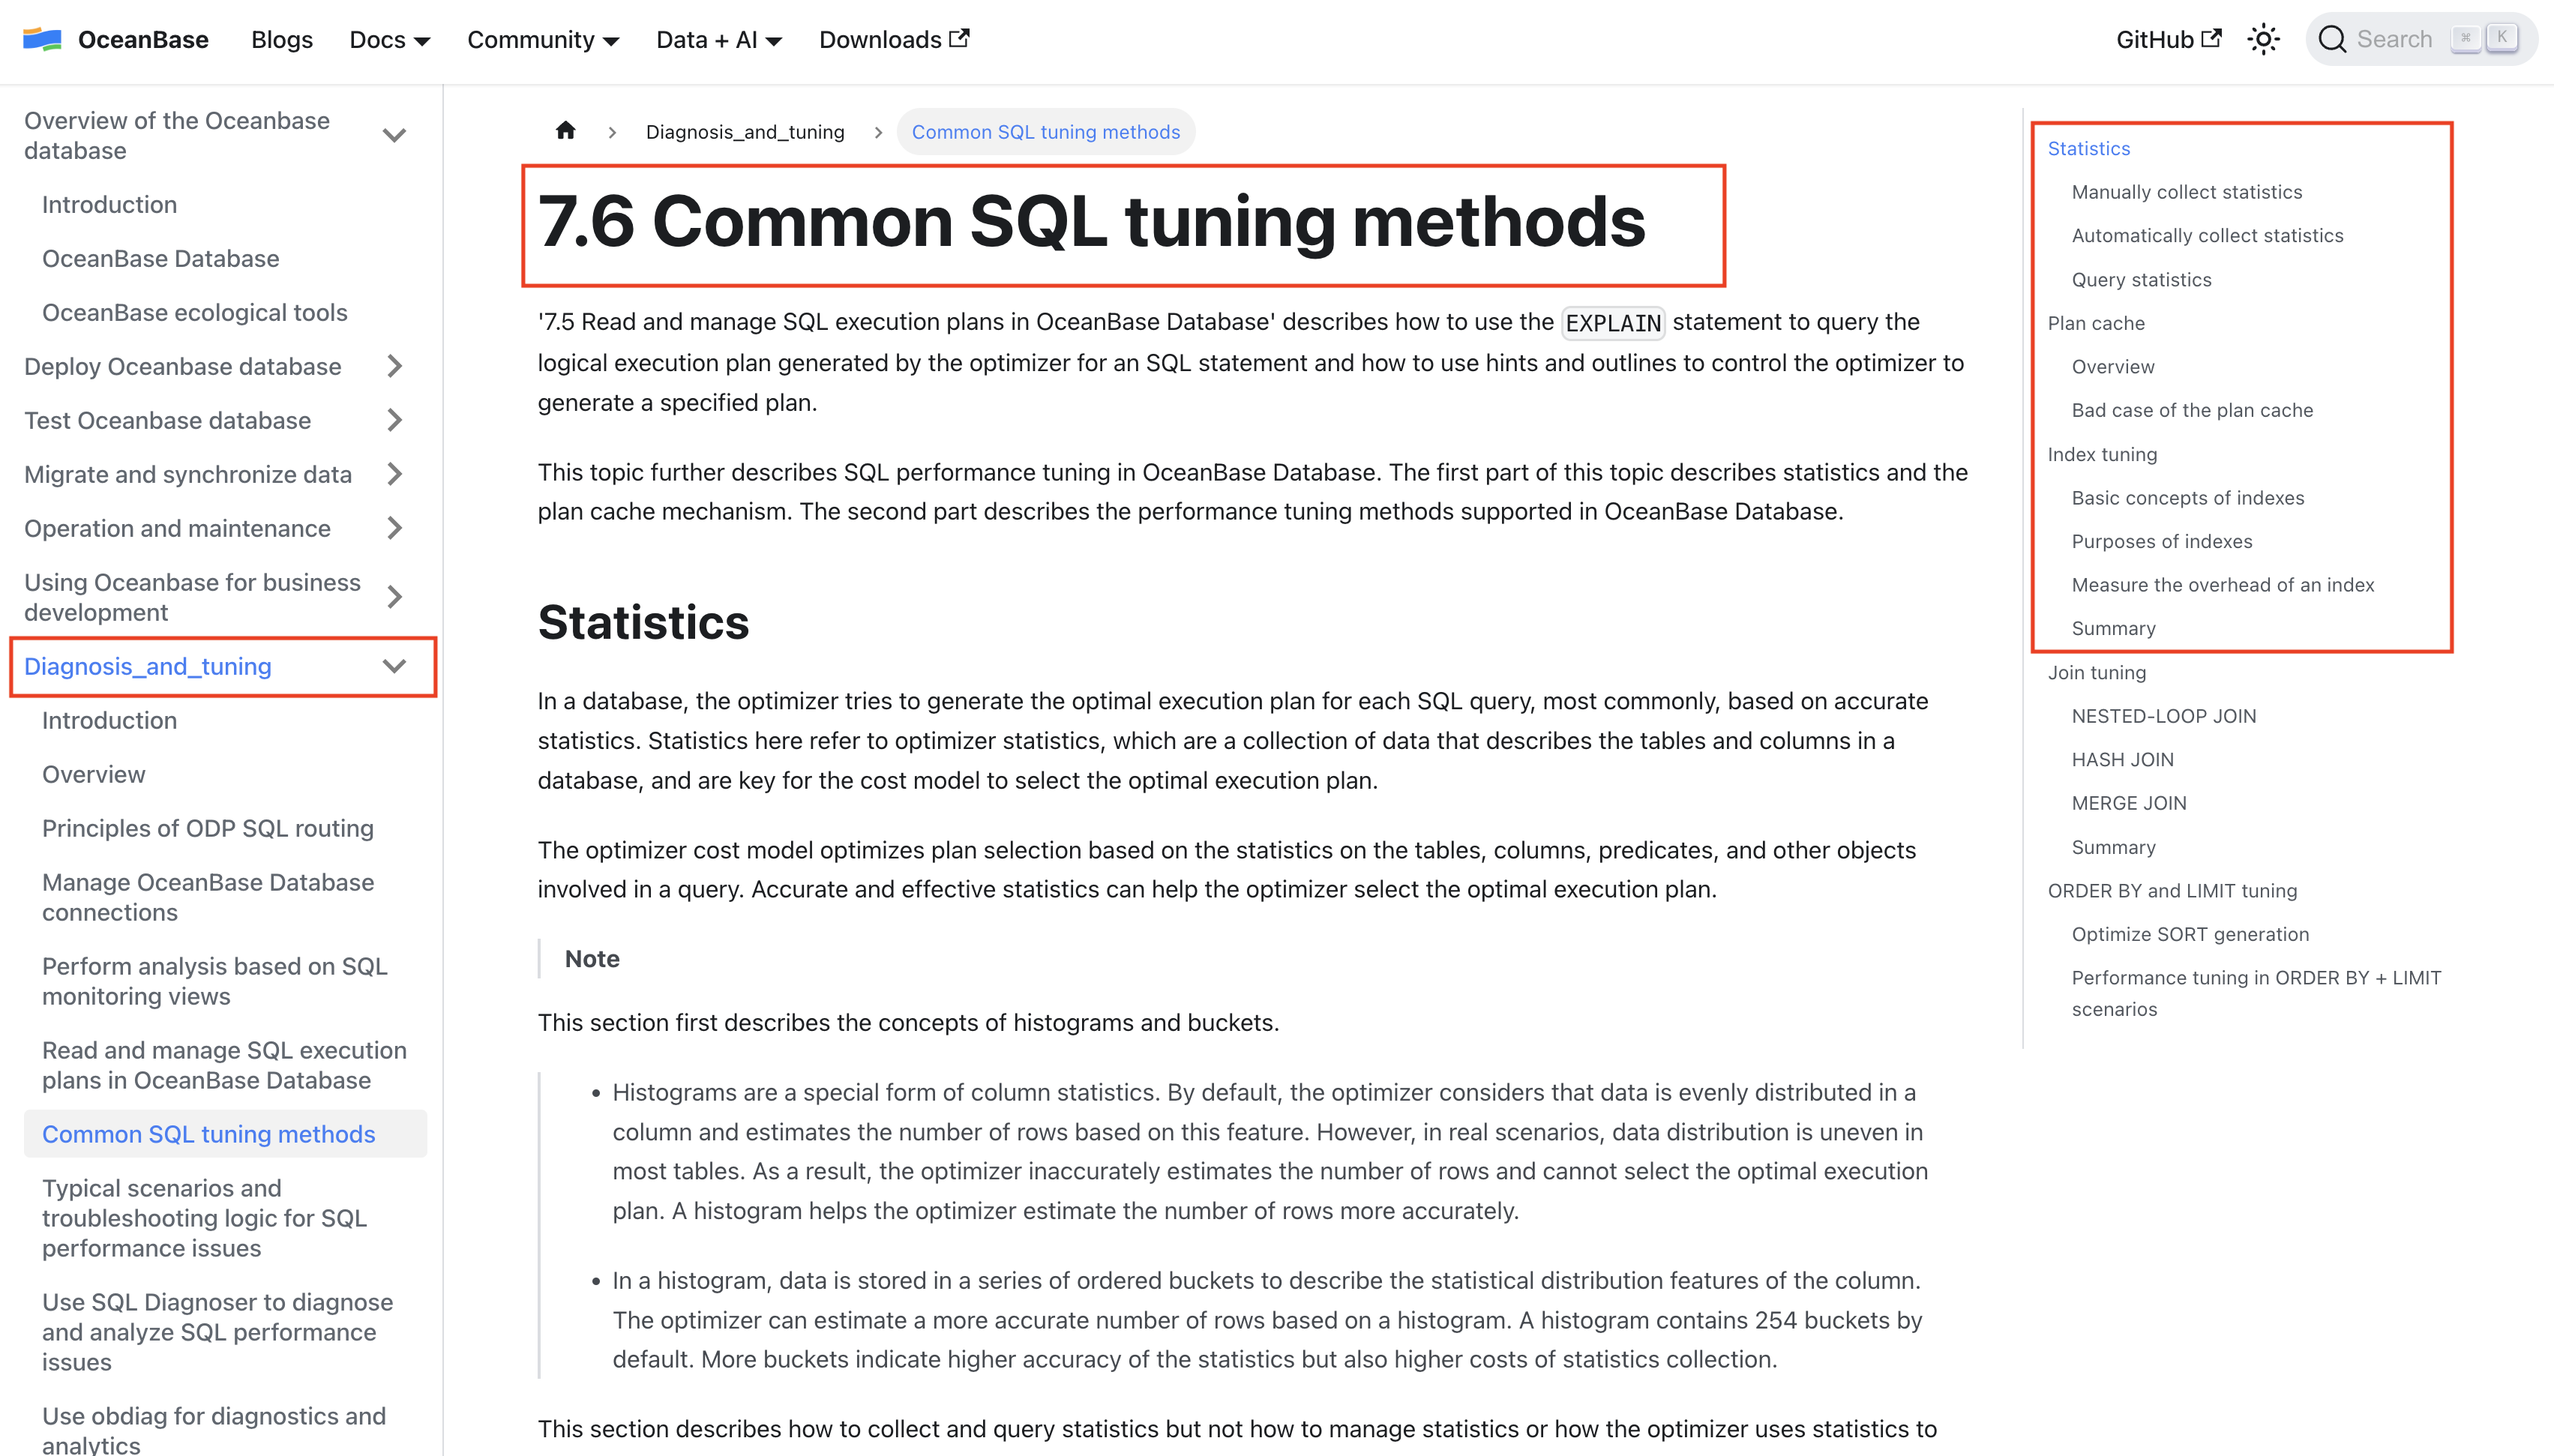 OceanBase Blogs Docs Community Data + AI Downloads GitHub Search ⌘ K
Overview of the Oceanbase
database
Introduction
OceanBase Database
OceanBase ecological tools
Deploy Oceanbase database
Test Oceanbase database
Migrate and synchronize data
Operation and maintenance
Using Oceanbase for business
development
Diagnosis_and_tuning
Introduction
Overview
Principles of ODP SQL routing
Manage OceanBase Database
connections
Perform analysis based on SQL
monitoring views
Read and manage SQL execution
plans in OceanBase Database
Common SQL tuning methods
Typical scenarios and
troubleshooting logic for SQL
performance issues
Use SQL Diagnoser to diagnose
and analyze SQL performance
issues
Use obdiag for diagnostics and
analytics
Diagnosis_and_tuning Common SQL tuning methods
7.6 Common SQL tuning methods
'7.5 Read and manage SQL execution plans in OceanBase Database' describes how to use the EXPLAIN statement to query the
logical execution plan generated by the optimizer for an SQL statement and how to use hints and outlines to control the optimizer to
generate a specified plan.
This topic further describes SQL performance tuning in OceanBase Database. The first part of this topic describes statistics and the
plan cache mechanism. The second part describes the performance tuning methods supported in OceanBase Database.
Statistics
In a database, the optimizer tries to generate the optimal execution plan for each SQL query, most commonly, based on accurate
statistics. Statistics here refer to optimizer statistics, which are a collection of data that describes the tables and columns in a
database, and are key for the cost model to select the optimal execution plan.
The optimizer cost model optimizes plan selection based on the statistics on the tables, columns, predicates, and other objects
involved in a query. Accurate and effective statistics can help the optimizer select the optimal execution plan.
Note
This section first describes the concepts of histograms and buckets.
• Histograms are a special form of column statistics. By default, the optimizer considers that data is evenly distributed in a
column and estimates the number of rows based on this feature. However, in real scenarios, data distribution is uneven in
most tables. As a result, the optimizer inaccurately estimates the number of rows and cannot select the optimal execution
plan. A histogram helps the optimizer estimate the number of rows more accurately.
• In a histogram, data is stored in a series of ordered buckets to describe the statistical distribution features of the column.
The optimizer can estimate a more accurate number of rows based on a histogram. A histogram contains 254 buckets by
default. More buckets indicate higher accuracy of the statistics but also higher costs of statistics collection.
This section describes how to collect and query statistics but not how to manage statistics or how the optimizer uses statistics to
Statistics
Manually collect statistics
Automatically collect statistics
Query statistics
Plan cache
Overview
Bad case of the plan cache
Index tuning
Basic concepts of indexes
Purposes of indexes
Measure the overhead of an index
Summary
Join tuning
NESTED-LOOP JOIN
HASH JOIN
MERGE JOIN
Summary
ORDER BY and LIMIT tuning
Optimize SORT generation
Performance tuning in ORDER BY + LIMIT
scenarios